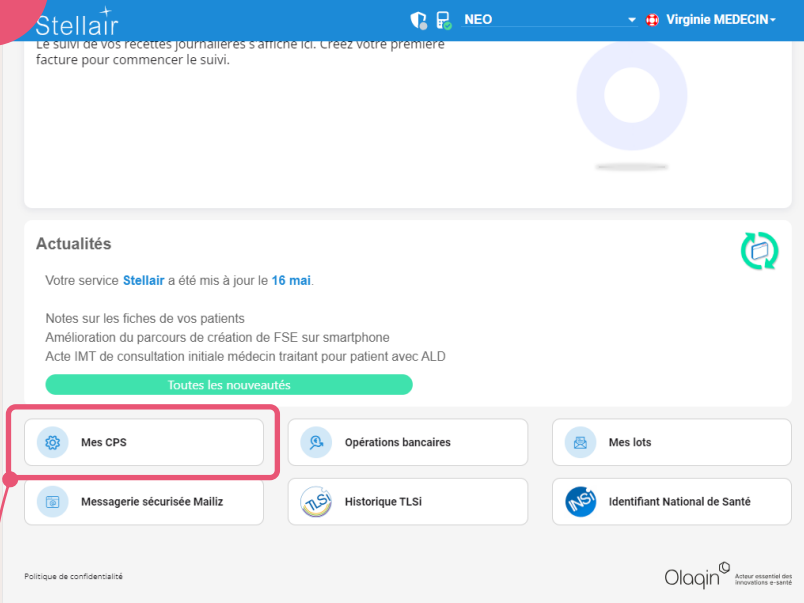 Stellair
NEO
Virginie MEDECIN
Le suivi de vos recettes journalières s'affiche ici. Créez votre première
facture pour commencer le suivi.
Actualités
Votre service Stellair a été mis à jour le 16 mai.
Notes sur les fiches de vos patients
Amélioration du parcours de création de FSE sur smartphone
Acte IMT de consultation initiale médecin traitant pour patient avec ALD
Toutes les nouveautés
Mes CPS
Opérations bancaires
Mes lots
Messagerie sécurisée Mailiz
TLSi
Historique TLSi
INSi
Identifiant National de Santé
Politique de confidentialité
Olaqin
Acteur essentiel des
innovations e-santé